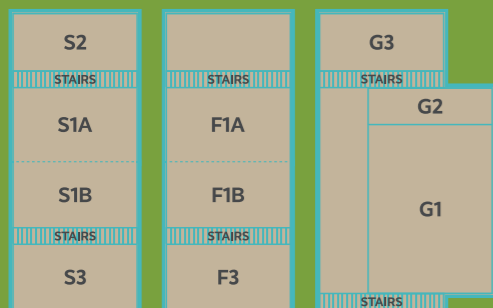 S2
STAIRS
S1A
S1B
STAIRS
S3
STAIRS
F1A
F1B
STAIRS
F3
G3
STAIRS
G2
G1
STAIRS